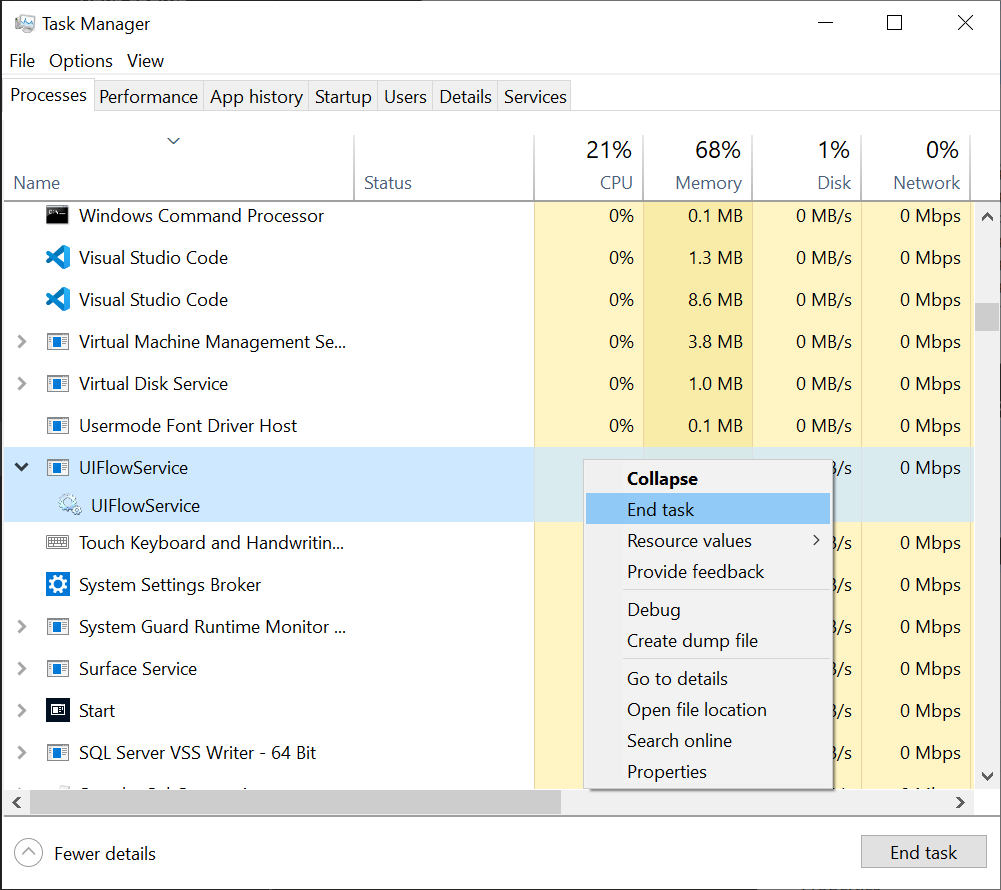 Task Manager
File Options View
Processes Performance App history Startup Users Details Services
21% 68% 1% 0%
Name Status CPU Memory Disk Network
Windows Command Processor 0% 0.1 MB 0 MB/s 0 Mbps
Visual Studio Code 0% 1.3 MB 0 MB/s 0 Mbps
Visual Studio Code 0% 8.6 MB 0 MB/s 0 Mbps
Virtual Machine Management Se... 0% 3.8 MB 0 MB/s 0 Mbps
Virtual Disk Service 0% 1.0 MB 0 MB/s 0 Mbps
Usermode Font Driver Host 0% 0.1 MB 0 MB/s 0 Mbps
UIFlowService 0 Mbps
UIFlowService
Touch Keyboard and Handwritin... 0 Mbps
System Settings Broker 0 Mbps
System Guard Runtime Monitor ... 0 Mbps
Surface Service 0 Mbps
Start 0 Mbps
SQL Server VSS Writer - 64 Bit 0 Mbps
Collapse
End task
Resource values
Provide feedback
Debug
Create dump file
Go to details
Open file location
Search online
Properties
Fewer details
End task